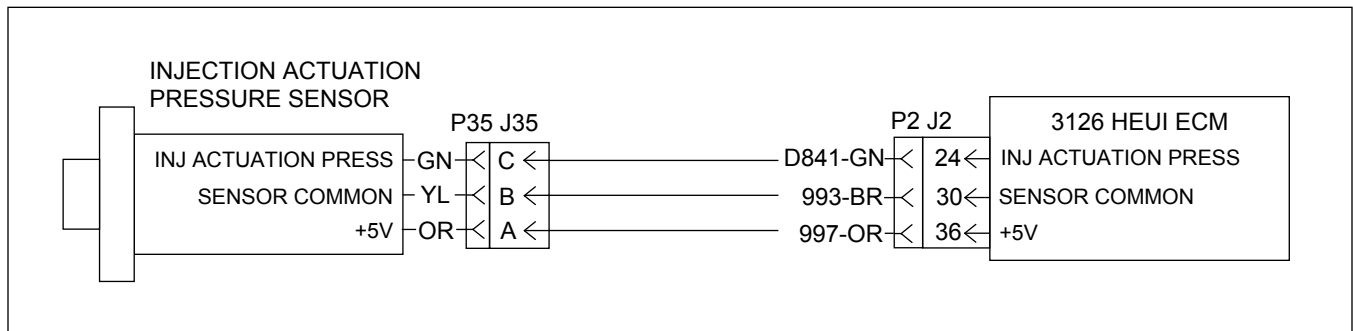 INJECTION ACTUATION
PRESSURE SENSOR
P35 J35
P2 J2
3126 HEUI ECM
INJ ACTUATION PRESS GN C D841-GN 24 INJ ACTUATION PRESS
SENSOR COMMON YL B 993-BR 30 SENSOR COMMON
+5V OR A 997-OR 36 +5V